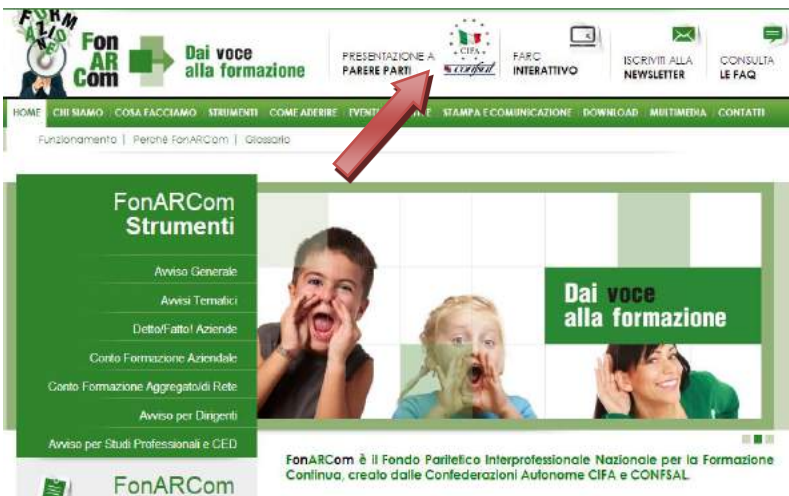 FORM
AZIO
NE
Fon
AR
Com
Dai voce
alla formazione
PRESENTAZIONE A
PARERE PARTI
CIFA
confsal
FARC
INTERATTIVO
ISCRIVITI ALLA
NEWSLETTER
CONSULTA
LE FAQ
HOME CHI SIAMO COSA FACCIAMO STRUMENTI COME ADERIRE STAMPA E COMUNICAZIONE DOWNLOAD MULTIMEDIA CONTATTI
Funzionamento | Perché FonARCom | Glossario
FonARCom
Strumenti
Avviso Generale
Avvisi Tematici
Detto/Fatto! Aziende
Conto Formazione Aziendale
Conto Formazione Aggregato/di Rete
Avviso per Dirigenti
Avviso per Studi Professionali e CED
Dai voce
alla formazione
FonARCom è il Fondo Paritetico Interprofessionale Nazionale per la Formazione
Continua, creato dalle Confederazioni Autonome CIFA e CONFSAL
FonARCom